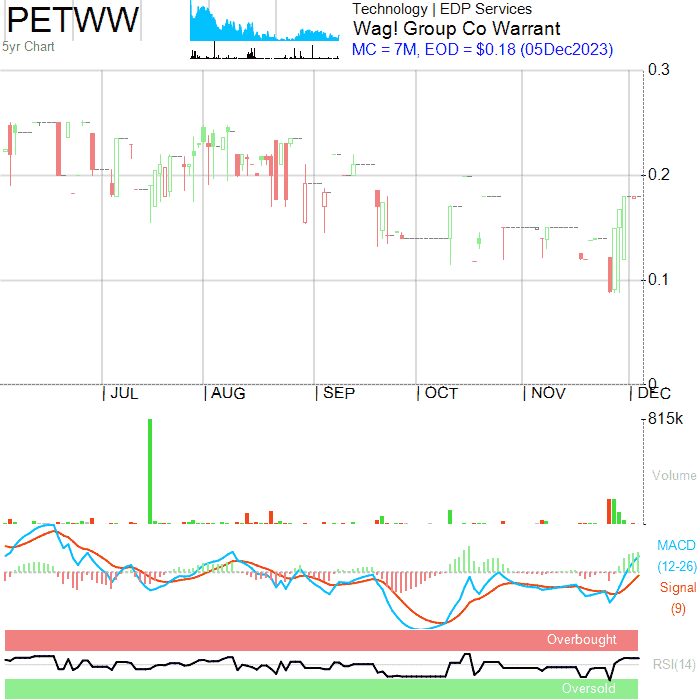 PETWW
5yr Chart
Technology | EDP Services
Wag! Group Co Warrant
MC = 7M, EOD = $0.18 (05Dec2023)
0.3
0.2
0.1
0
| JUL | AUG | SEP | OCT | NOV | DEC
815k
Volume
MACD
(12-26)
Signal
(9)
Overbought
RSI(14)
Oversold